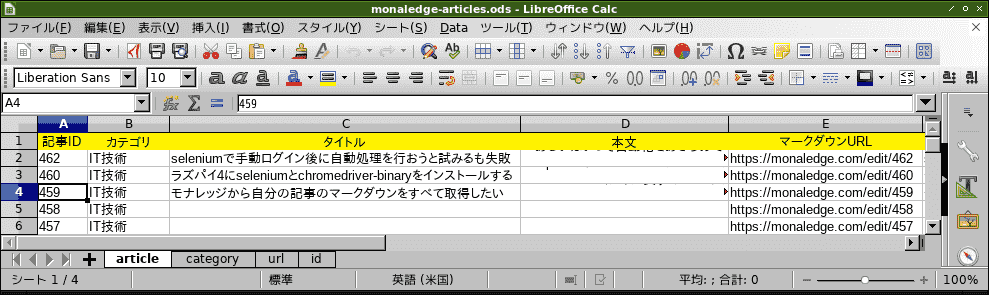 monaledge-articles.ods - LibreOffice Calc
ファイル(F) 編集(E) 表示(V) 挿入(I) 書式(O) スタイル(Y) シート(S) Data ツール(T) ウィンドウ(W) ヘルプ(H)
Liberation Sans 10
A4 459
A B C D E
1 記事ID カテゴリ タイトル 本文 マークダウンURL
2 462 IT技術 seleniumで手動ログイン後に自動処理を行おうと試みるも失敗 https://monaledge.com/edit/462
3 460 IT技術 ラズパイ4にseleniumとchromedriver-binaryをインストールする https://monaledge.com/edit/460
4 459 IT技術 モナレッジから自分の記事のマークダウンをすべて取得したい https://monaledge.com/edit/459
5 458 IT技術 https://monaledge.com/edit/458
6 457 IT技術 https://monaledge.com/edit/457
article category url id
シート 1 / 4 標準 英語 (米国) 平均: ; 合計: 0 100%